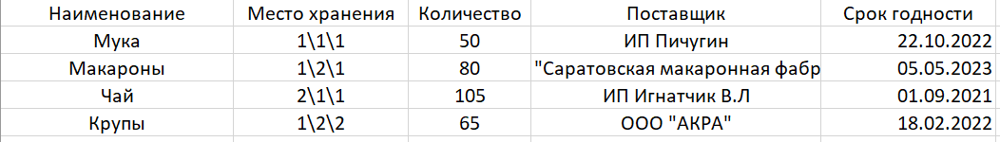 Наименование Место хранения Количество Поставщик Срок годности
Мука 1\1\1 50 ИП Пичугин 22.10.2022
Макароны 1\2\1 80 "Саратовская макаронная фабр 05.05.2023
Чай 2\1\1 105 ИП Игнатчик В.Л 01.09.2021
Крупы 1\2\2 65 ООО "АКРА" 18.02.2022